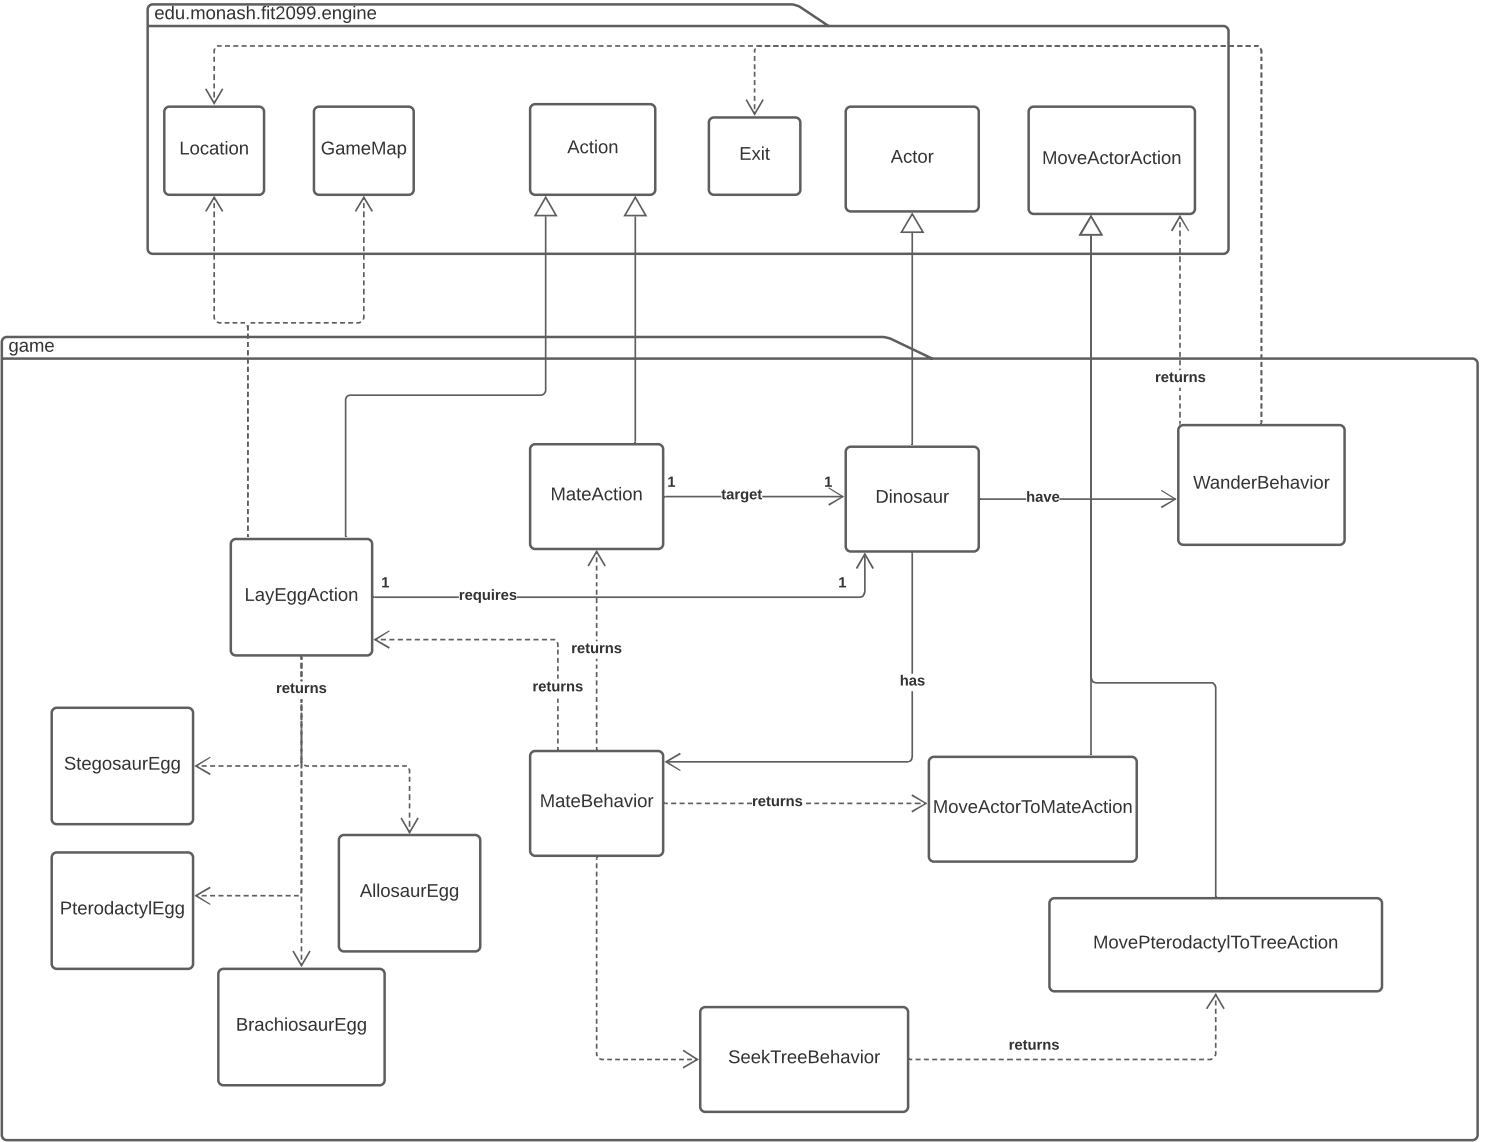 edu.monash.fit2099.engine
Location
GameMap
Action
Exit
Actor
MoveActorAction
game
returns
MateAction
1
target
1
Dinosaur
have
WanderBehavior
LayEggAction
1
requires
1
returns
returns
returns
has
StegosaurEgg
MateBehavior
returns
MoveActorToMateAction
PterodactylEgg
AllosaurEgg
MovePterodactylToTreeAction
BrachiosaurEgg
SeekTreeBehavior
returns